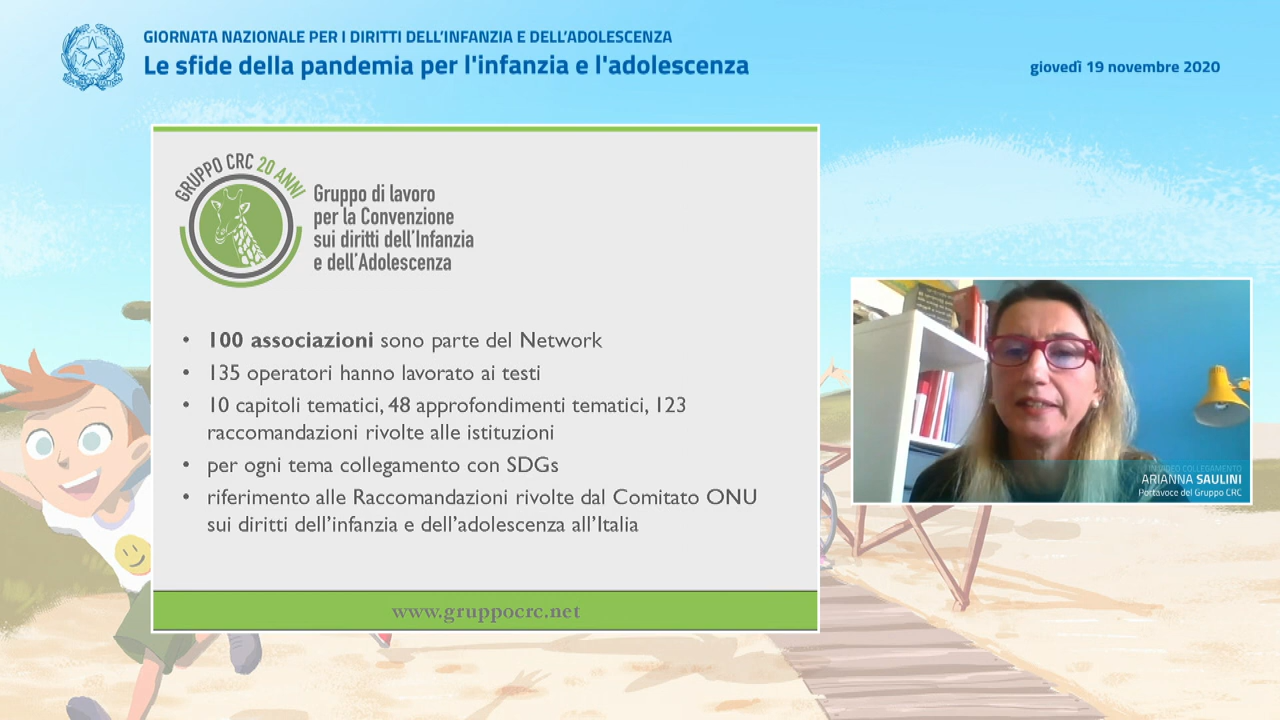 GIORNATA NAZIONALE PER I DIRITTI DELL'INFANZIA E DELL'ADOLESCENZA
Le sfide della pandemia per l'infanzia e l'adolescenza
giovedì 19 novembre 2020
GRUPPO CRC 20 ANNI
Gruppo di lavoro
per la Convenzione
sui diritti dell'Infanzia
e dell'Adolescenza
• 100 associazioni sono parte del Network
• 135 operatori hanno lavorato ai testi
• 10 capitoli tematici, 48 approfondimenti tematici, 123
raccomandazioni rivolte alle istituzioni
• per ogni tema collegamento con SDGs
• riferimento alle Raccomandazioni rivolte dal Comitato ONU
sui diritti dell'infanzia e dell'adolescenza all'Italia
www.gruppocrc.net
IN VIDEO COLLEGAMENTO
ARIANNA SAULINI
Portavoce del Gruppo CRC